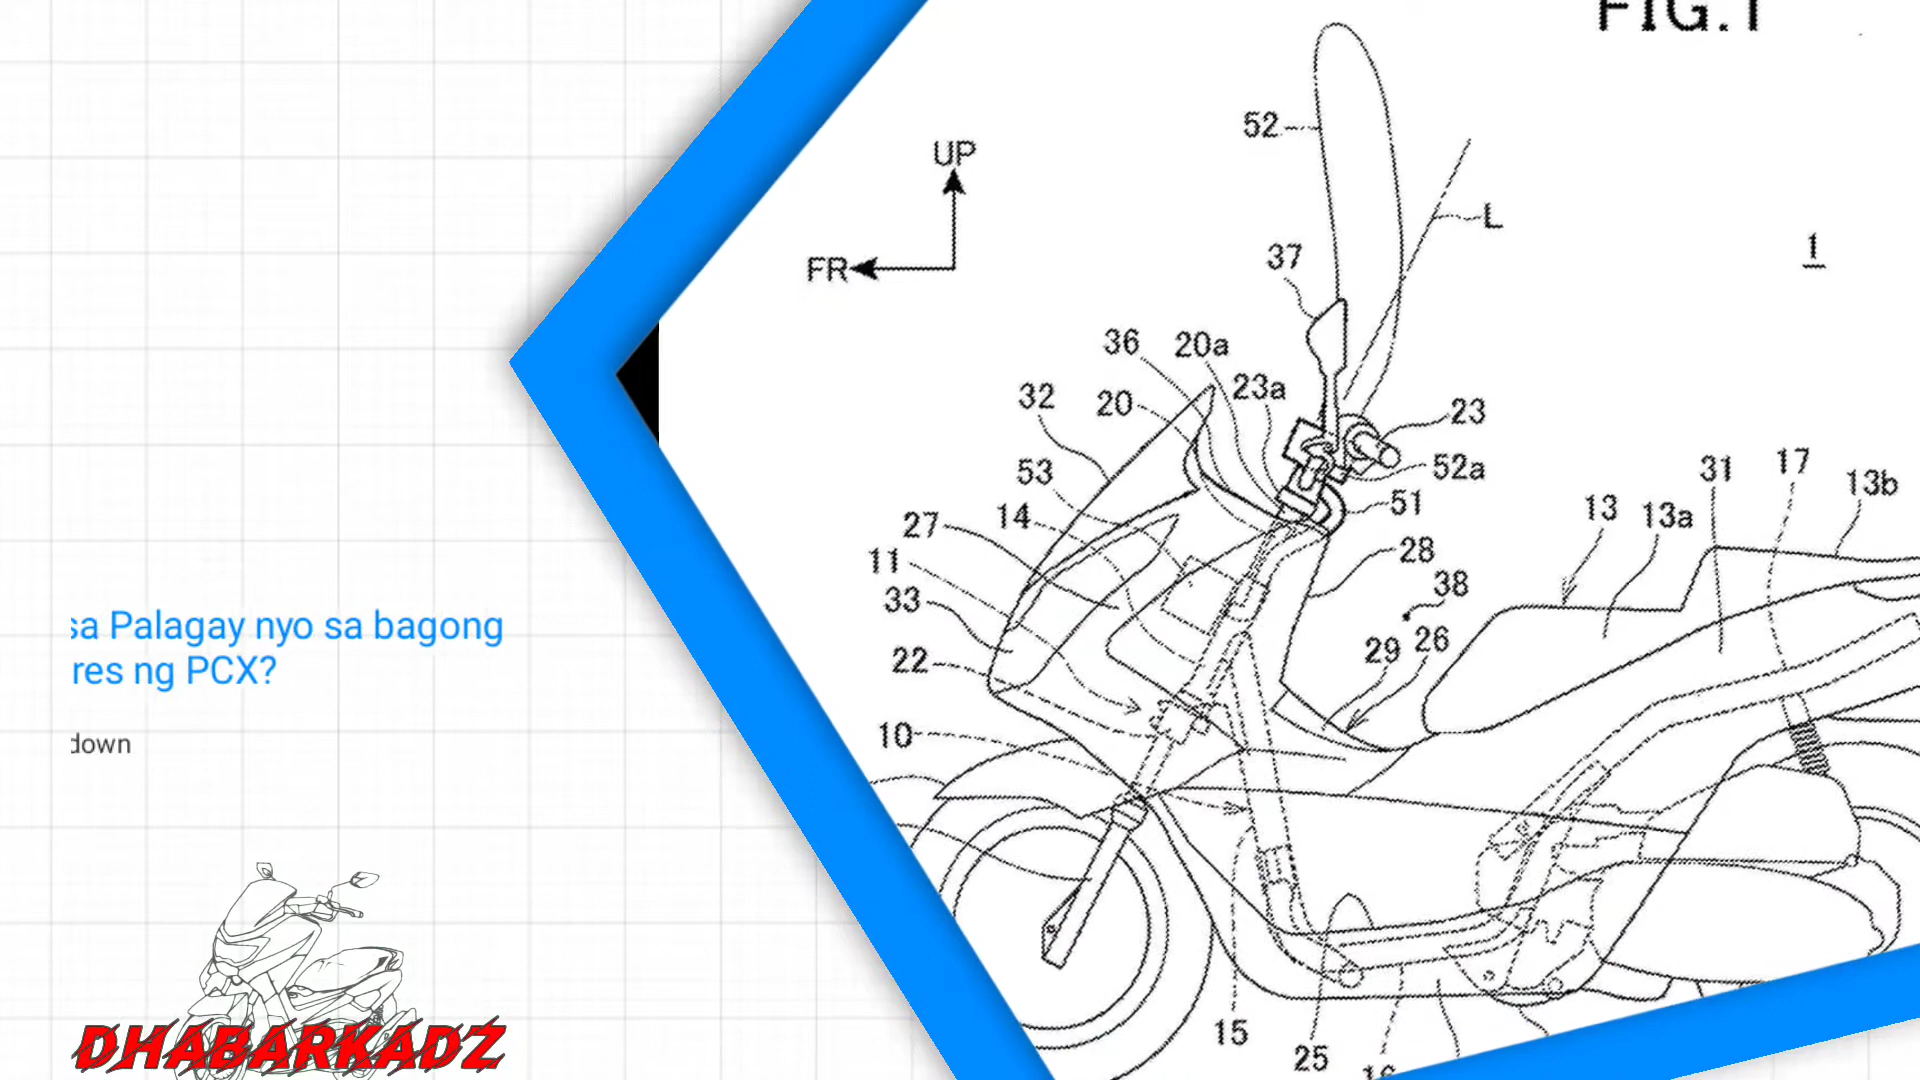 sa Palagay nyo sa bagong
res ng PCX?
down
DHABARKADZ
FIG.1
UP
FR
52
L
1
37
36
20a
32
23a
20
23
53
52a
17
31
13b
27
14
51
13
13a
11
28
33
38
22
29
26
10
15
25
16